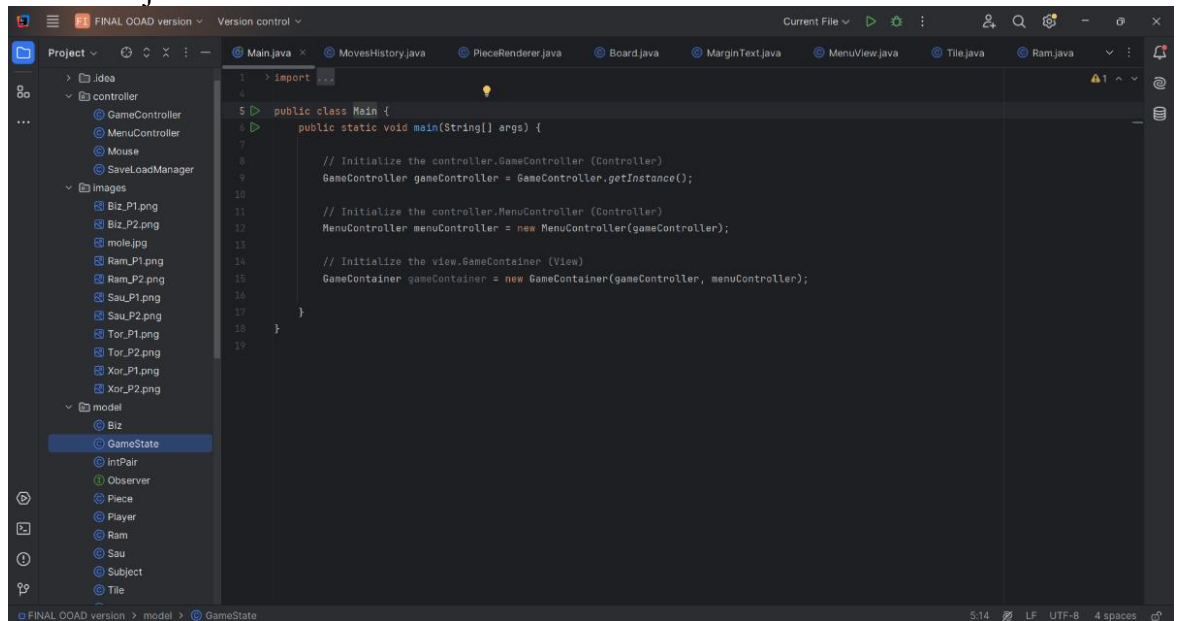 FI FINAL OOAD version Version control Current File
Project
Main.java MovesHistory.java PieceRenderer.java Board.java MarginText.java MenuView.java Tile.java Ram.java
.idea
controller
GameController
MenuController
Mouse
SaveLoadManager
images
Biz_P1.png
Biz_P2.png
mole.jpg
Ram_P1.png
Ram_P2.png
Sau_P1.png
Sau_P2.png
Tor_P1.png
Tor_P2.png
Xor_P1.png
Xor_P2.png
model
Biz
GameState
intPair
Observer
Piece
Player
Ram
Sau
Subject
Tile
1 import ...
4
5 public class Main {
6 public static void main(String[] args) {
7
8 // Initialize the controller.GameController (Controller)
9 GameController gameController = GameController.getInstance();
10
11 // Initialize the controller.MenuController (Controller)
12 MenuController menuController = new MenuController(gameController);
13
14 // Initialize the view.GameContainer (View)
15 GameContainer gameContainer = new GameContainer(gameController, menuController);
16
17 }
18 }
19
1
FINAL OOAD version > model > GameState 5:14 LF UTF-8 4 spaces